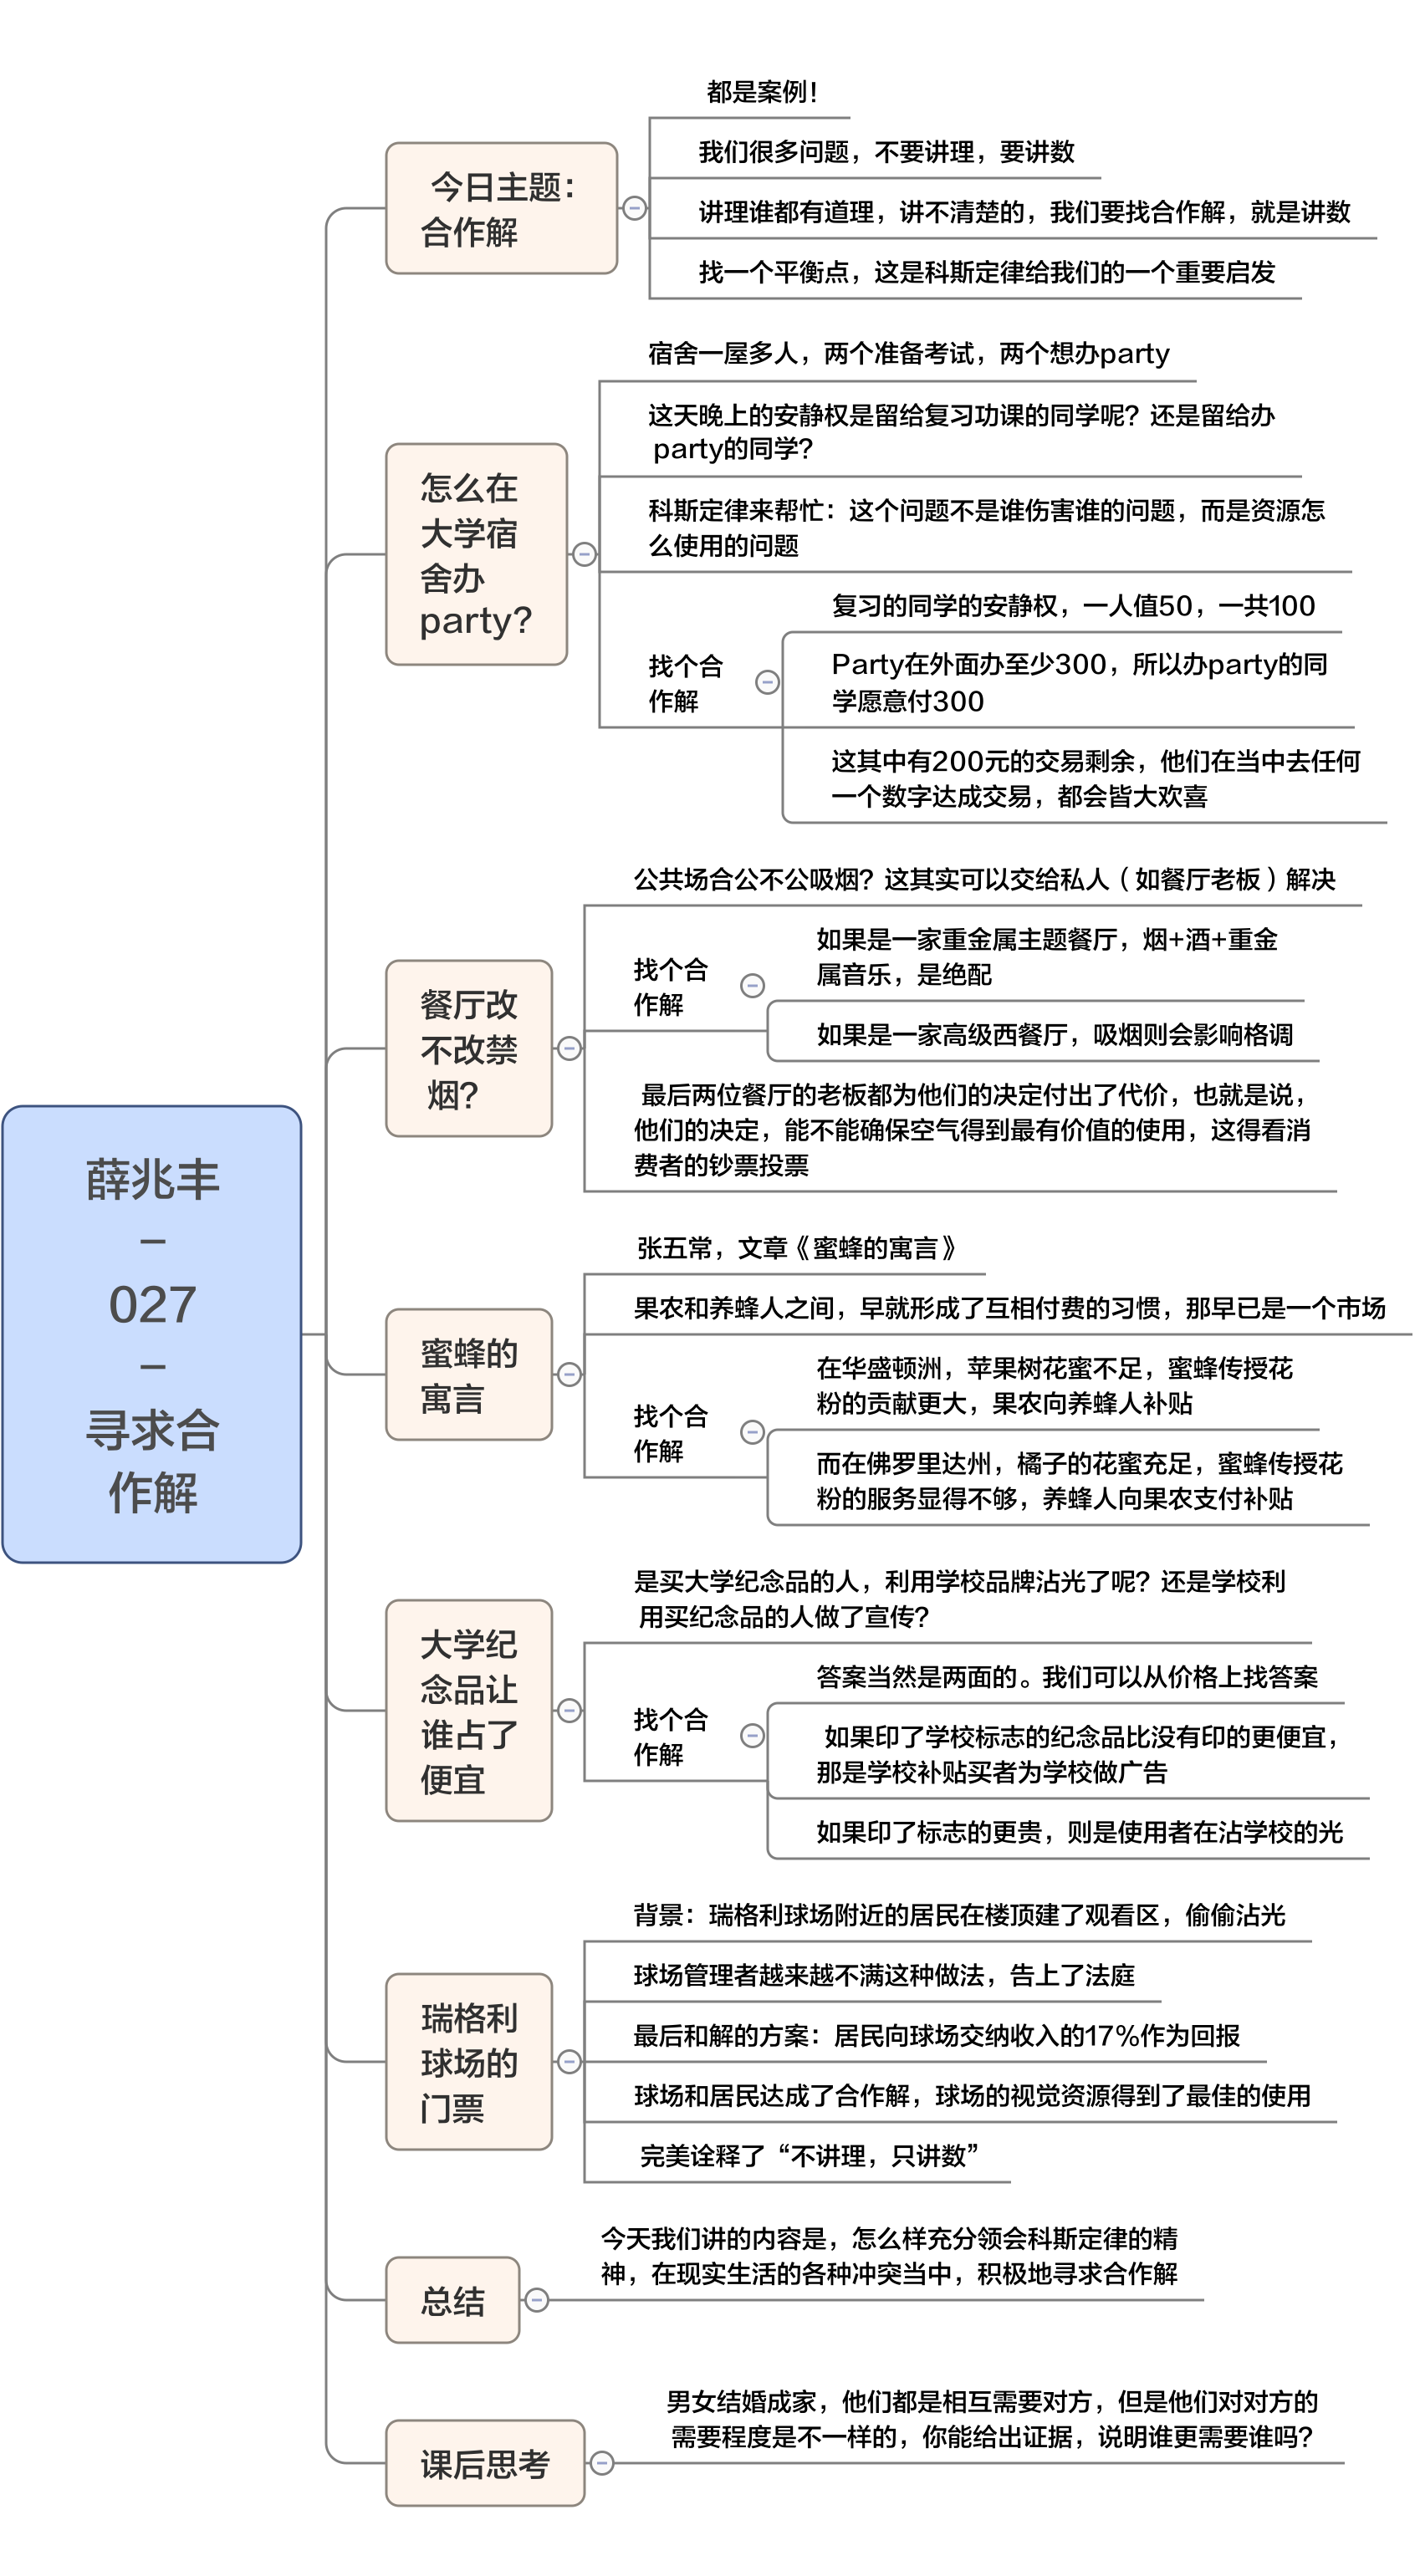 薛兆丰
–
027
–
寻求合
作解
今日主题：
合作解
都是案例！
我们很多问题，不要讲理，要讲数
讲理谁都有道理，讲不清楚的，我们要找合作解，就是讲数
找一个平衡点，这是科斯定律给我们的一个重要启发
怎么在
大学宿
舍办
party？
宿舍一屋多人，两个准备考试，两个想办party
这天晚上的安静权是留给复习功课的同学呢？还是留给办
party的同学？
科斯定律来帮忙：这个问题不是谁伤害谁的问题，而是资源怎
么使用的问题
找个合
作解
复习的同学的安静权，一人值50，一共100
Party在外面办至少300，所以办party的同
学愿意付300
这其中有200元的交易剩余，他们在当中去任何
一个数字达成交易，都会皆大欢喜
餐厅改
不改禁
烟？
公共场合公不公吸烟？这其实可以交给私人（如餐厅老板）解决
找个合
作解
如果是一家重金属主题餐厅，烟+酒+重金
属音乐，是绝配
如果是一家高级西餐厅，吸烟则会影响格调
最后两位餐厅的老板都为他们的决定付出了代价，也就是说，
他们的决定，能不能确保空气得到最有价值的使用，这得看消
费者的钞票投票
蜜蜂的
寓言
张五常，文章《蜜蜂的寓言》
果农和养蜂人之间，早就形成了互相付费的习惯，那早已是一个市场
找个合
作解
在华盛顿洲，苹果树花蜜不足，蜜蜂传授花
粉的贡献更大，果农向养蜂人补贴
而在佛罗里达州，橘子的花蜜充足，蜜蜂传授花
粉的服务显得不够，养蜂人向果农支付补贴
大学纪
念品让
谁占了
便宜
是买大学纪念品的人，利用学校品牌沾光了呢？还是学校利
用买纪念品的人做了宣传？
找个合
作解
答案当然是两面的。我们可以从价格上找答案
如果印了学校标志的纪念品比没有印的更便宜，
那是学校补贴买者为学校做广告
如果印了标志的更贵，则是使用者在沾学校的光
瑞格利
球场的
门票
背景：瑞格利球场附近的居民在楼顶建了观看区，偷偷沾光
球场管理者越来越不满这种做法，告上了法庭
最后和解的方案：居民向球场交纳收入的17%作为回报
球场和居民达成了合作解，球场的视觉资源得到了最佳的使用
完美诠释了“不讲理，只讲数”
总结
今天我们讲的内容是，怎么样充分领会科斯定律的精
神，在现实生活的各种冲突当中，积极地寻求合作解
课后思考
男女结婚成家，他们都是相互需要对方，但是他们对对方的
需要程度是不一样的，你能给出证据，说明谁更需要谁吗？